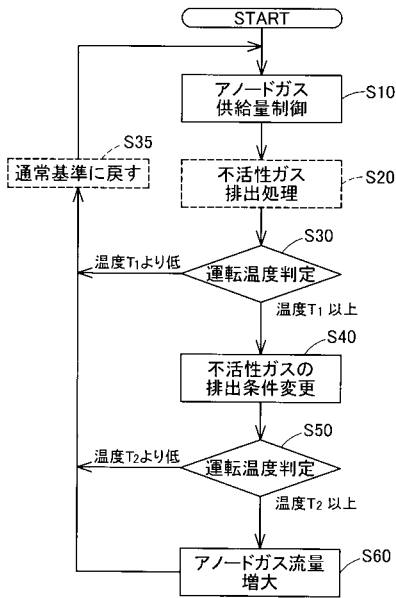 START
アノードガス
供給量制御
S10
S35
通常基準に戻す
不活性ガス
排出処理
S20
S30
温度T₁より低
運転温度判定
温度T₁ 以上
S40
不活性ガスの
排出条件変更
S50
温度T₂より低
運転温度判定
温度T₂ 以上
アノードガス流量
増大
S60